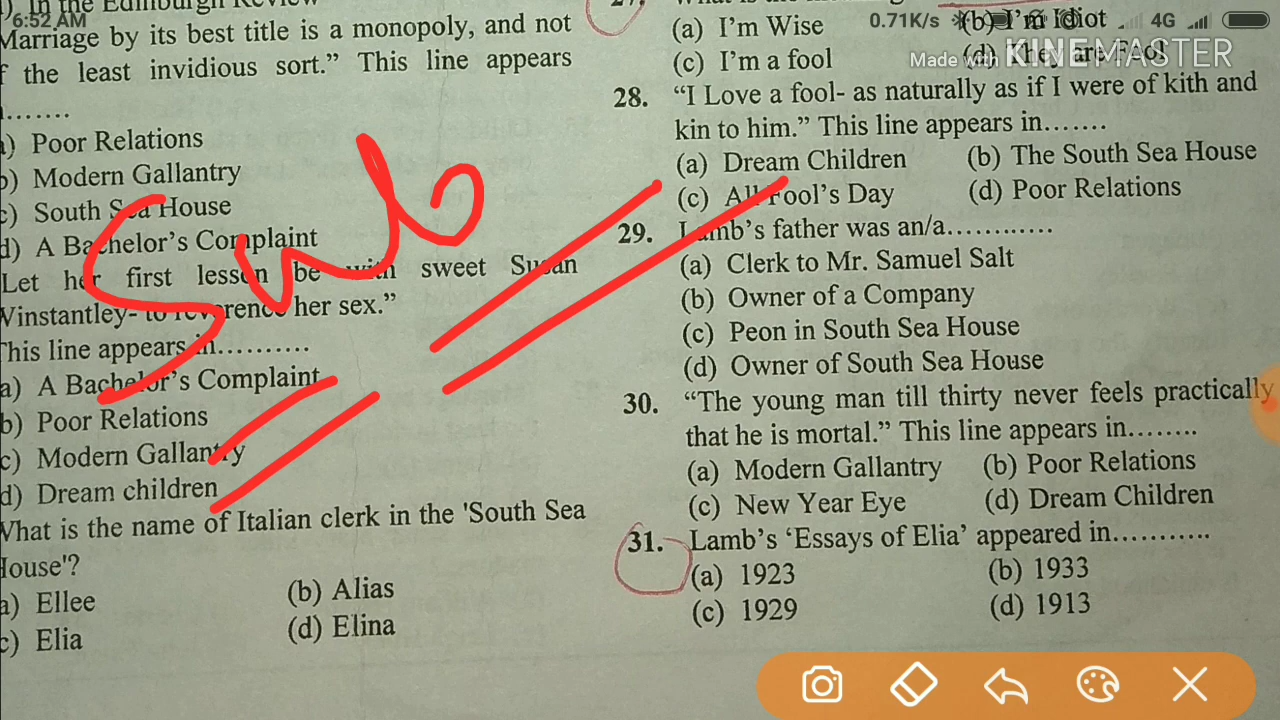 6:52 AM
0.71K/s
4G
Made with KINEMASTER
In the Edinburgh Review
Marriage by its best title is a monopoly, and not
f the least invidious sort.” This line appears
.......
) Poor Relations
) Modern Gallantry
c) South Sea House
d) A Bachelor’s Complaint
Let her first lesson be with sweet Susan
Winstantley- to reverence her sex.”
This line appears in..........
a) A Bachelor’s Complaint
b) Poor Relations
c) Modern Gallantry
d) Dream children
What is the name of Italian clerk in the 'South Sea
House'?
a) Ellee (b) Alias
c) Elia (d) Elina
Sub
(a) I’m Wise (b) I’m Idiot
(c) I’m a fool (d) They are Fool
28. “I Love a fool- as naturally as if I were of kith and
kin to him.” This line appears in.......
(a) Dream Children (b) The South Sea House
(c) All Fool’s Day (d) Poor Relations
29. Lamb’s father was an/a...........
(a) Clerk to Mr. Samuel Salt
(b) Owner of a Company
(c) Peon in South Sea House
(d) Owner of South Sea House
30. “The young man till thirty never feels practically
that he is mortal.” This line appears in........
(a) Modern Gallantry (b) Poor Relations
(c) New Year Eye (d) Dream Children
31. Lamb’s ‘Essays of Elia’ appeared in...........
(a) 1923 (b) 1933
(c) 1929 (d) 1913